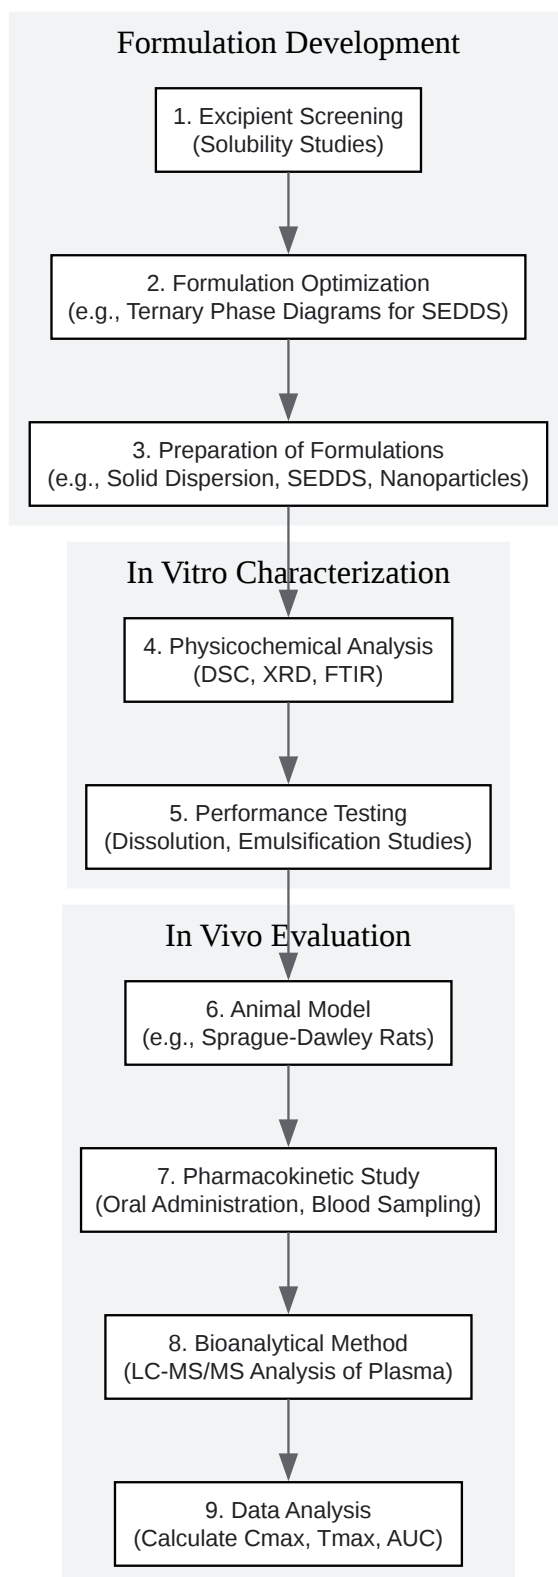 Formulation Development
1. Excipient Screening
(Solubility Studies)
2. Formulation Optimization
(e.g., Ternary Phase Diagrams for SEDDS)
3. Preparation of Formulations
(e.g., Solid Dispersion, SEDDS, Nanoparticles)
In Vitro Characterization
4. Physicochemical Analysis
(DSC, XRD, FTIR)
5. Performance Testing
(Dissolution, Emulsification Studies)
In Vivo Evaluation
6. Animal Model
(e.g., Sprague-Dawley Rats)
7. Pharmacokinetic Study
(Oral Administration, Blood Sampling)
8. Bioanalytical Method
(LC-MS/MS Analysis of Plasma)
9. Data Analysis
(Calculate Cmax, Tmax, AUC)